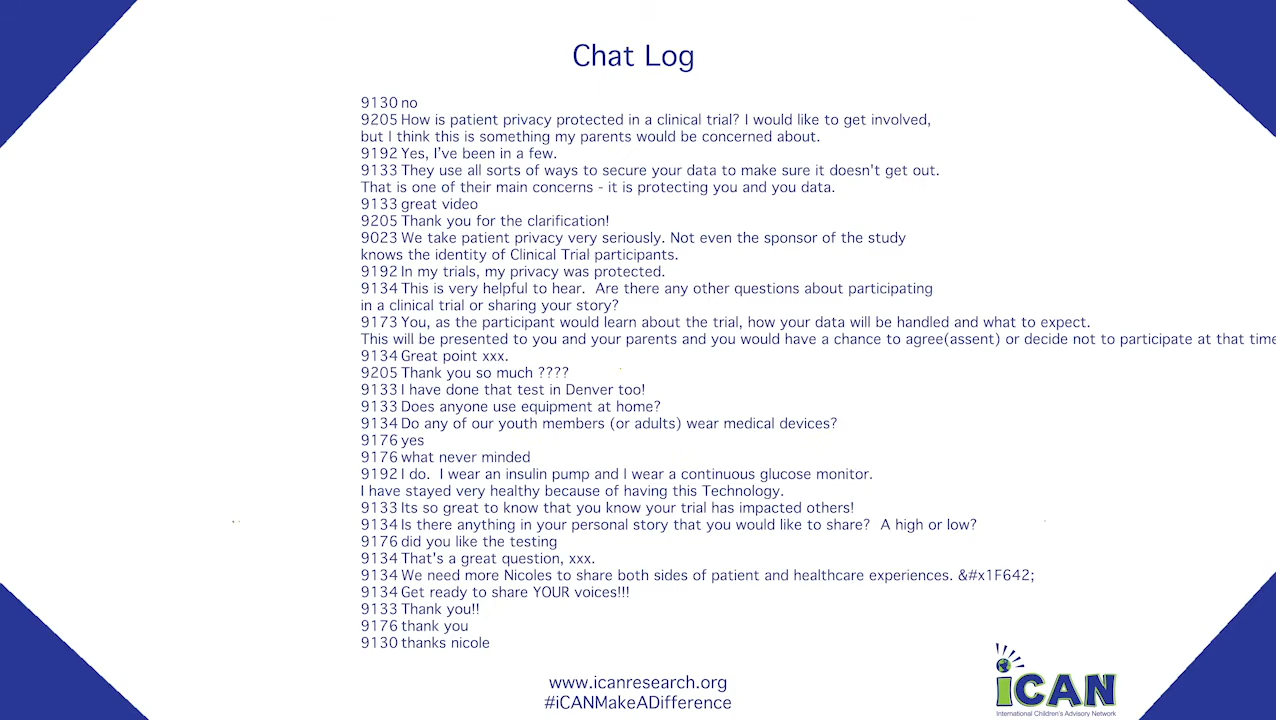 Chat Log
9130 no
9205 How is patient privacy protected in a clinical trial? I would like to get involved,
but I think this is something my parents would be concerned about.
9192 Yes, I’ve been in a few.
9133 They use all sorts of ways to secure your data to make sure it doesn't get out.
That is one of their main concerns - it is protecting you and you data.
9133 great video
9205 Thank you for the clarification!
9023 We take patient privacy very seriously. Not even the sponsor of the study
knows the identity of Clinical Trial participants.
9192 In my trials, my privacy was protected.
9134 This is very helpful to hear.  Are there any other questions about participating
in a clinical trial or sharing your story?
9173 You, as the participant would learn about the trial, how your data will be handled and what to expect.
This will be presented to you and your parents and you would have a chance to agree(assent) or decide not to participate at that time
9134 Great point xxx.
9205 Thank you so much ????
9133 I have done that test in Denver too!
9133 Does anyone use equipment at home?
9134 Do any of our youth members (or adults) wear medical devices?
9176 yes
9176 what never minded
9192 I do.  I wear an insulin pump and I wear a continuous glucose monitor.
I have stayed very healthy because of having this Technology.
9133 Its so great to know that you know your trial has impacted others!
9134 Is there anything in your personal story that you would like to share?  A high or low?
9176 did you like the testing
9134 That's a great question, xxx.
9134 We need more Nicoles to share both sides of patient and healthcare experiences. &#x1F642;
9134 Get ready to share YOUR voices!!!
9133 Thank you!!
9176 thank you
9130 thanks nicole
www.icanresearch.org
#iCANMakeADifference
iCAN
International Children's Advisory Network